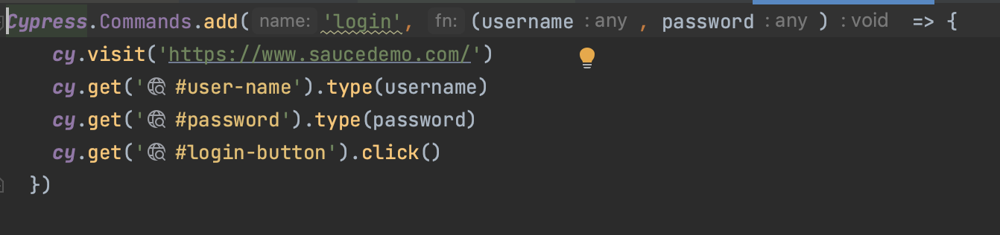 Cypress.Commands.add( name: 'login', fn: (username : any , password : any ) : void => {
cy.visit('https://www.saucedemo.com/')
cy.get('#user-name').type(username)
cy.get('#password').type(password)
cy.get('#login-button').click()
})